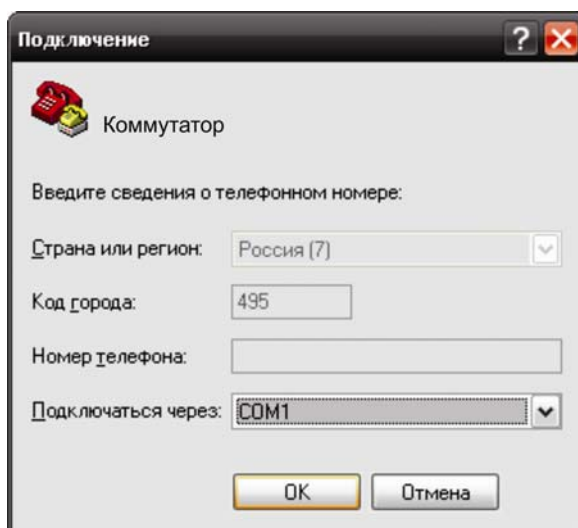 Подключение
Коммутатор
Введите сведения о телефонном номере:
Страна или регион: Россия (7)
Код города: 495
Номер телефона:
Подключаться через: COM1
OK Отмена